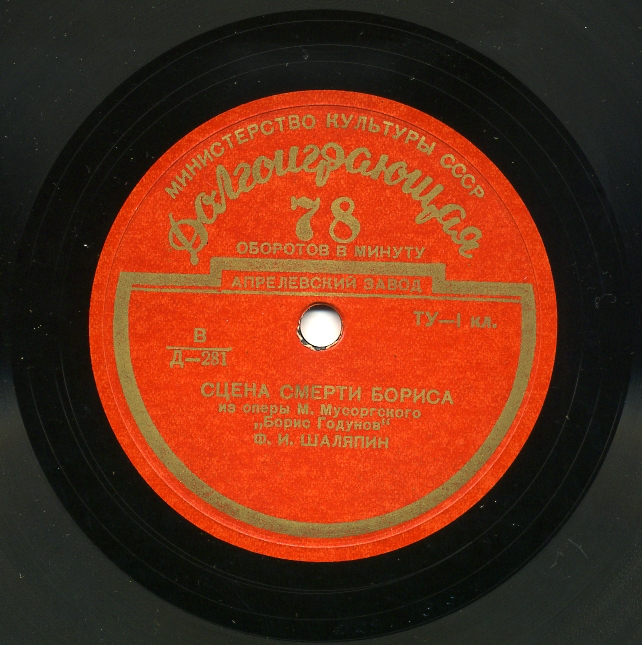 МИНИСТЕРСТВО КУЛЬТУРЫ СССР
Долгоиграющая
78
ОБОРОТОВ В МИНУТУ
АПРЕЛЕВСКИЙ ЗАВОД
ТУ—1 кл.
В
Д—281
СЦЕНА СМЕРТИ БОРИСА
из оперы М. Мусоргского
„Борис Годунов“
Ф. И. ШАЛЯПИН